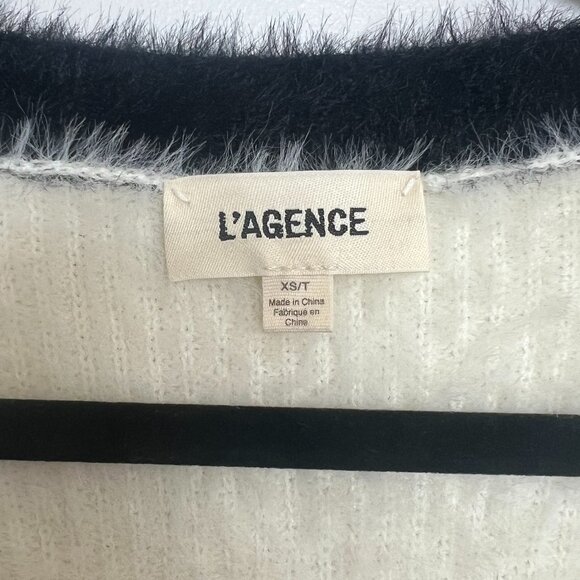 L'AGENCE
XS/T
Made in China
Fabriqué en
Chine